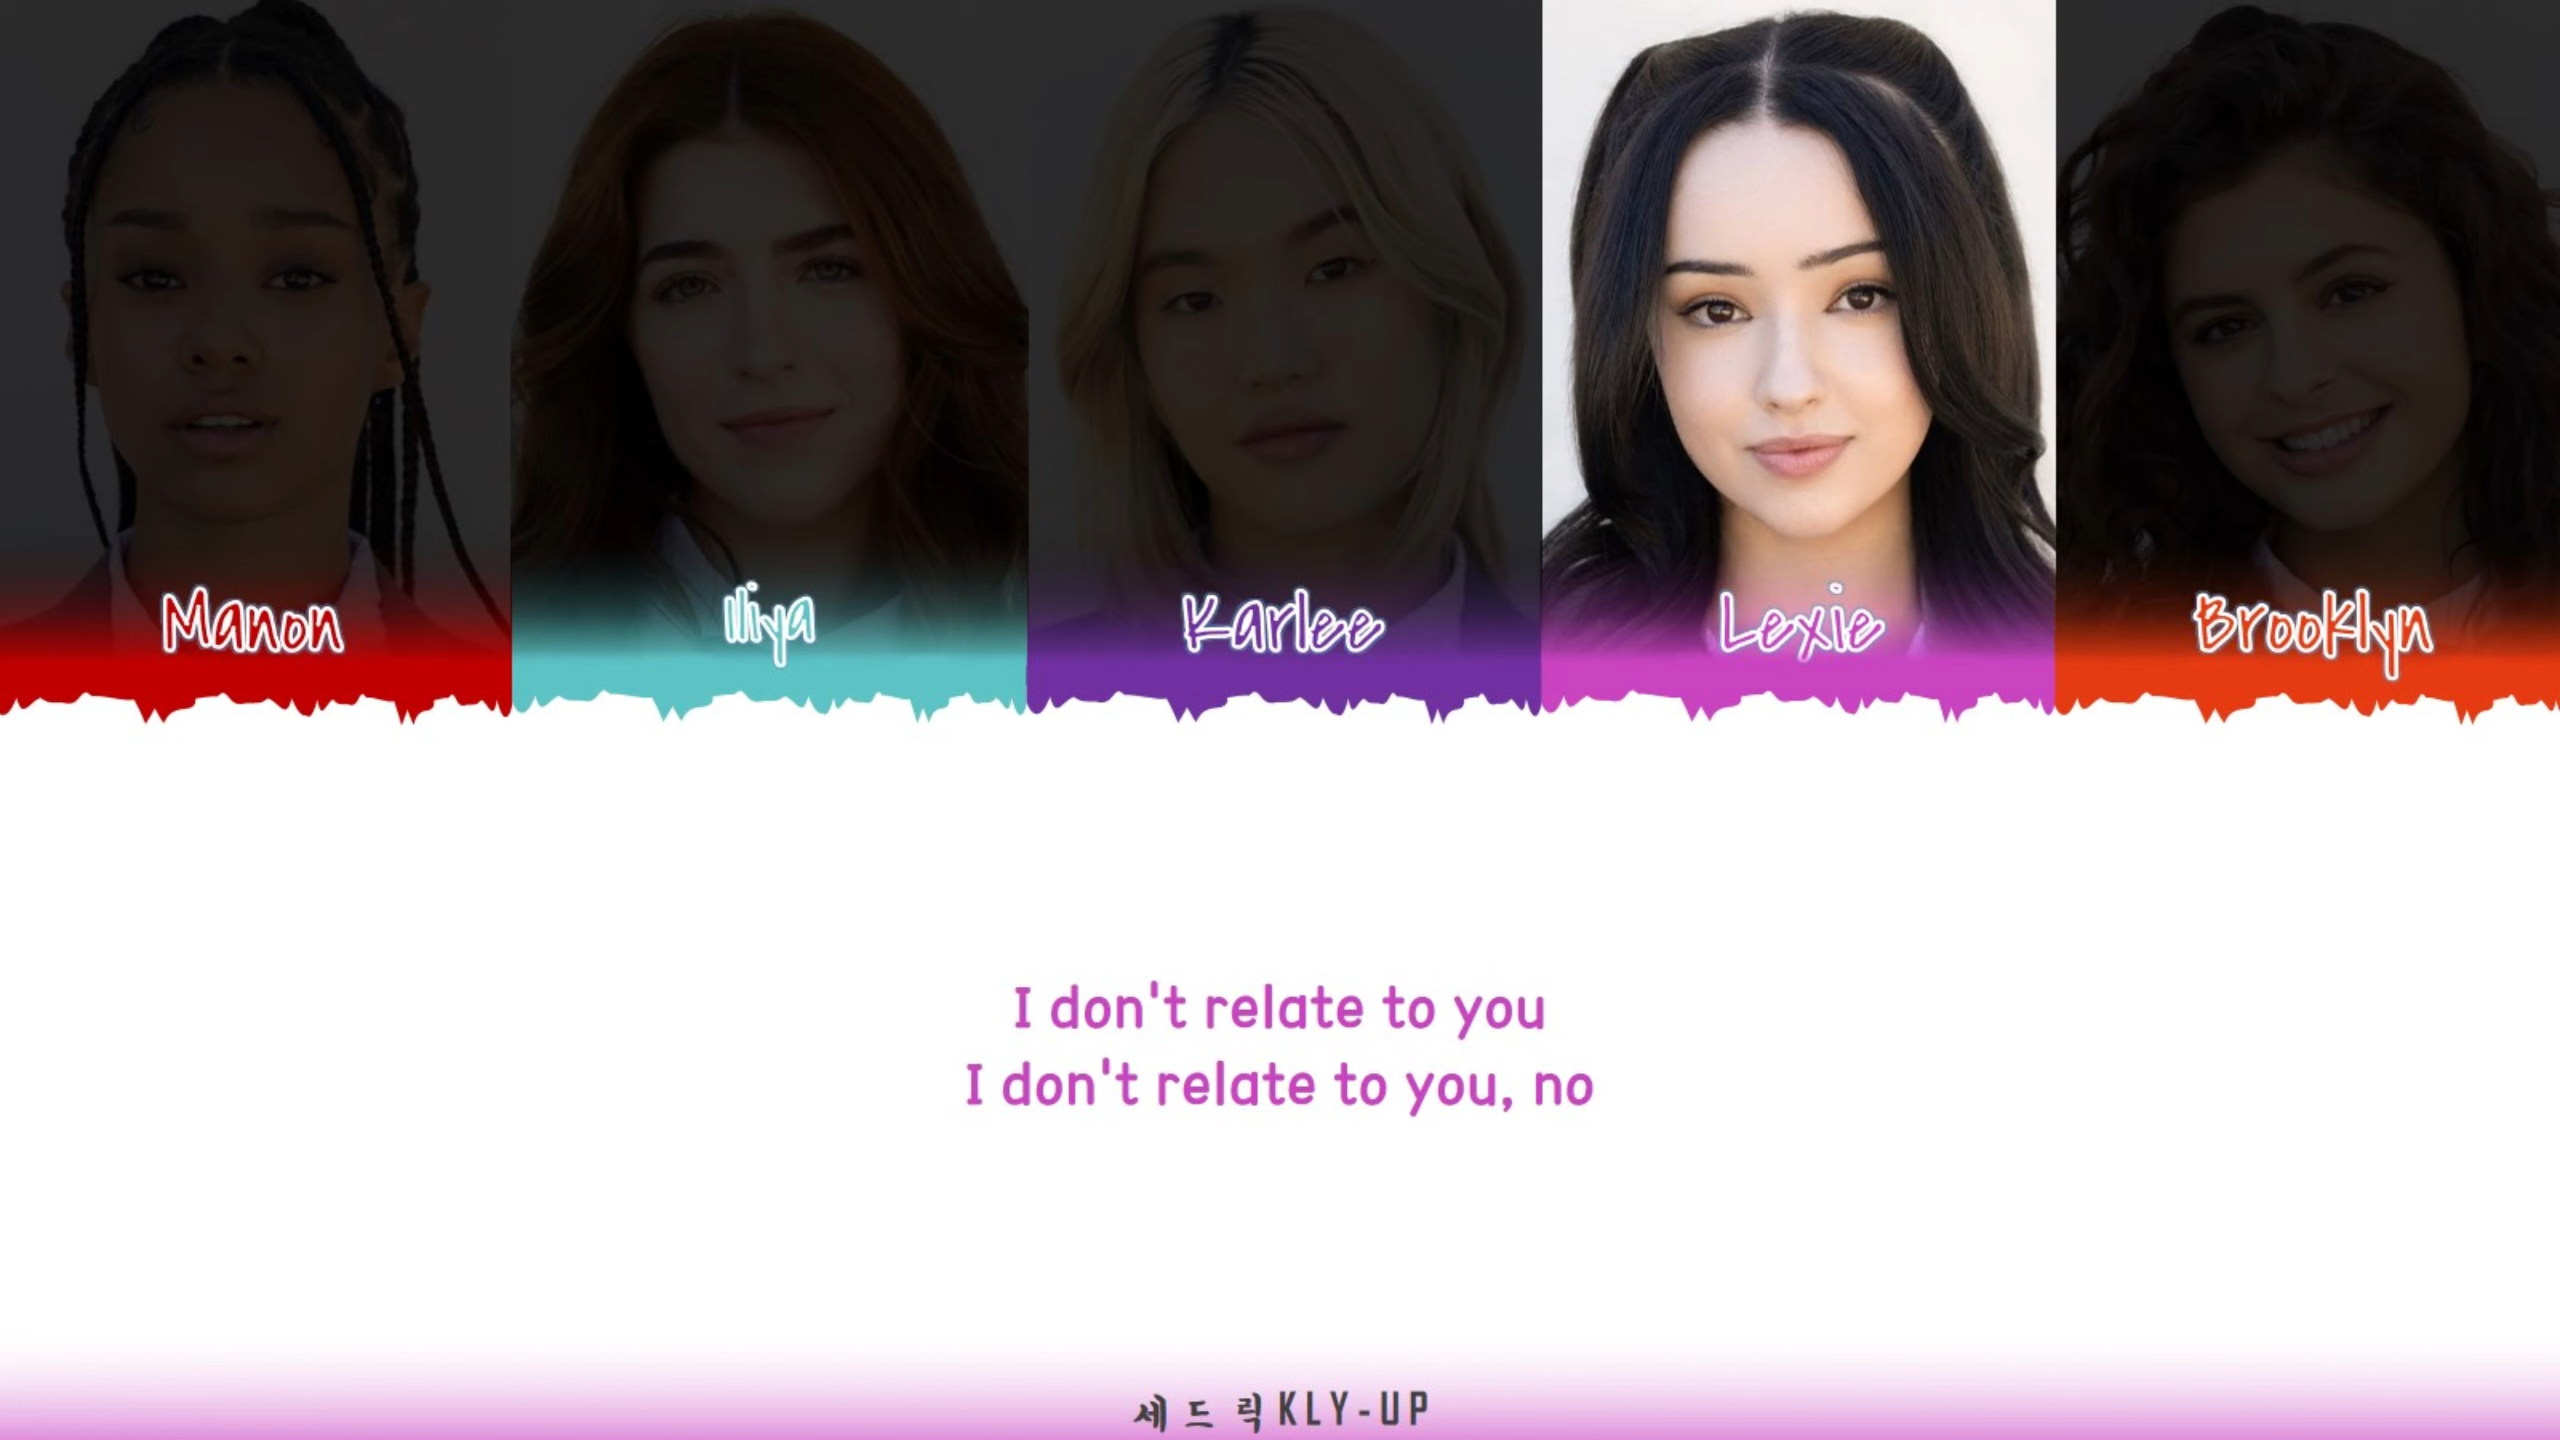 Manon
Iliya
Karlee
Lexie
Brooklyn
I don't relate to you
I don't relate to you, no
세드릭KLY-UP